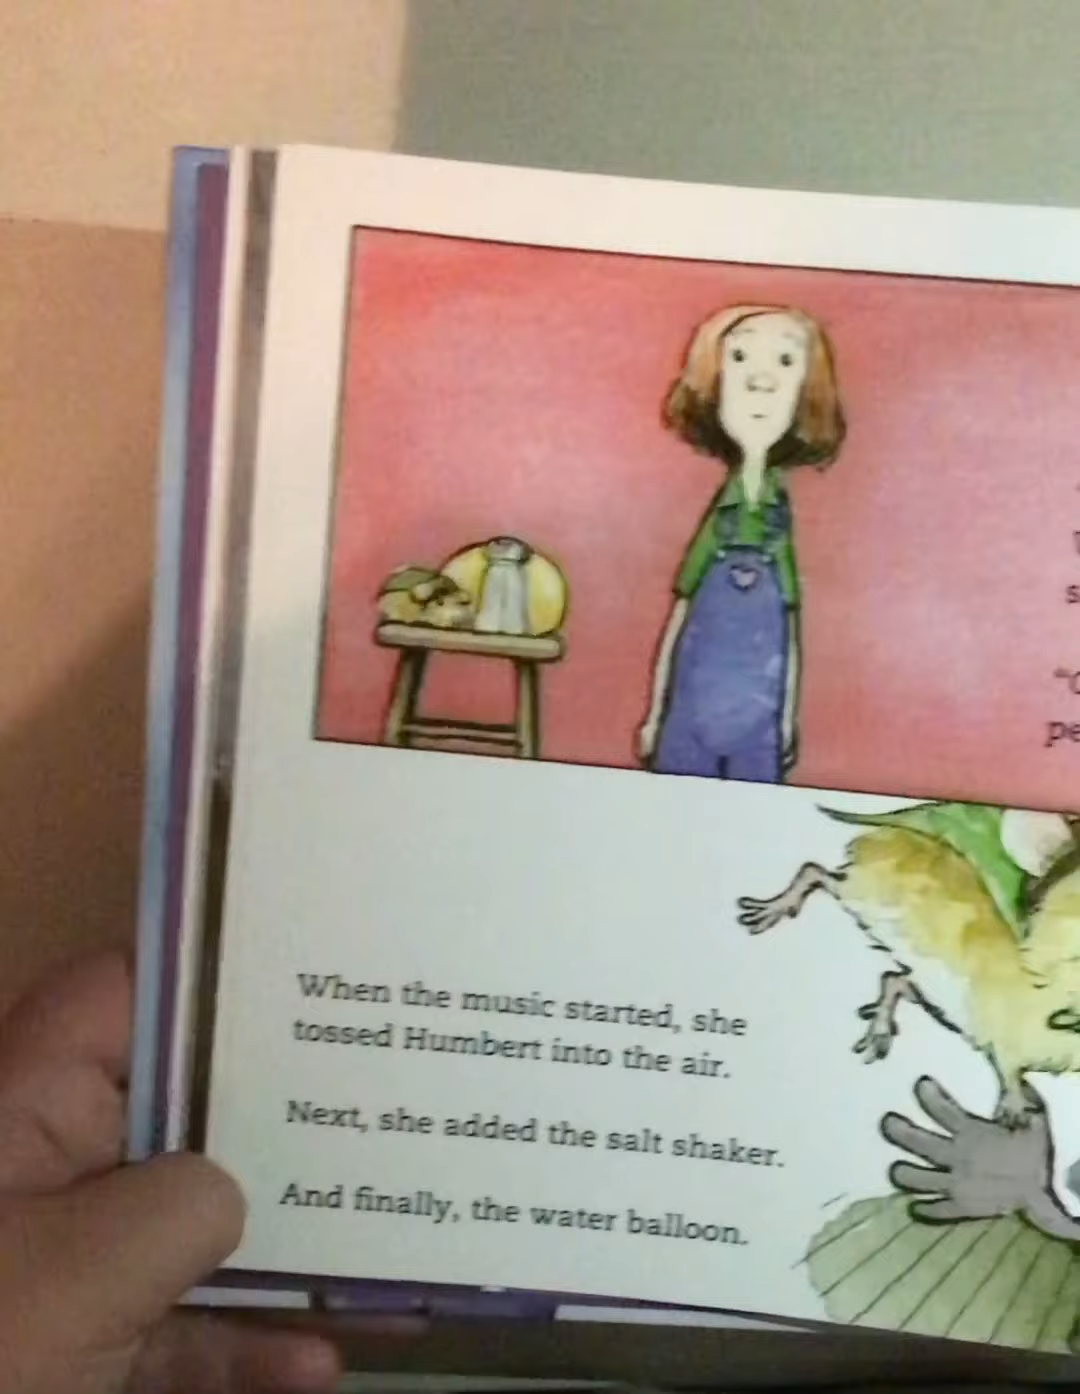 When the music started, she
tossed Humbert into the air.
Next, she added the salt shaker.
And finally, the water balloon.